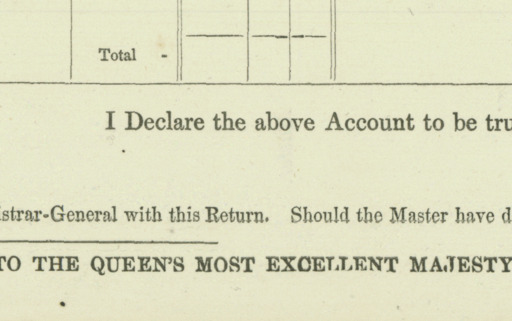 Total -
I Declare the above Account to be tru
istrar-General with this Return. Should the Master have d
TO THE QUEEN'S MOST EXCELLENT MAJESTY